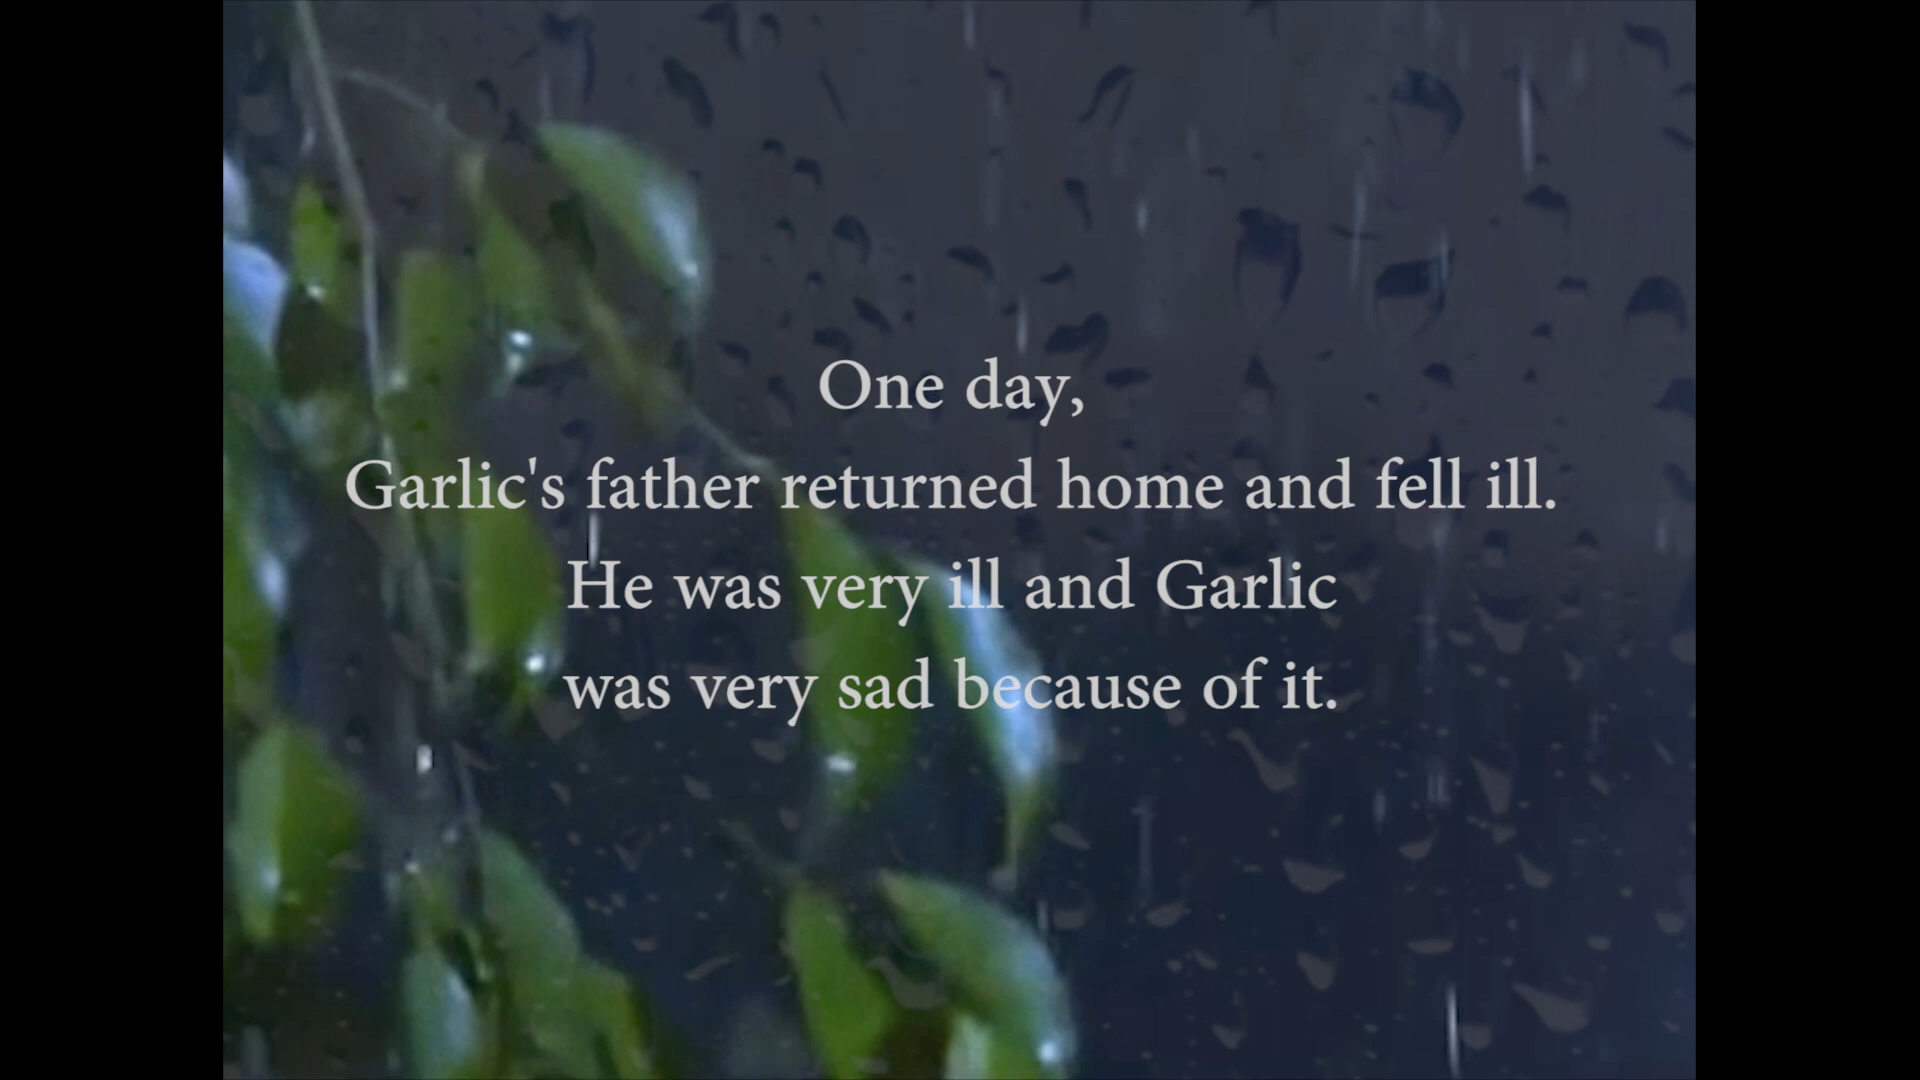 One day,
Garlic's father returned home and fell ill.
He was very ill and Garlic
was very sad because of it.